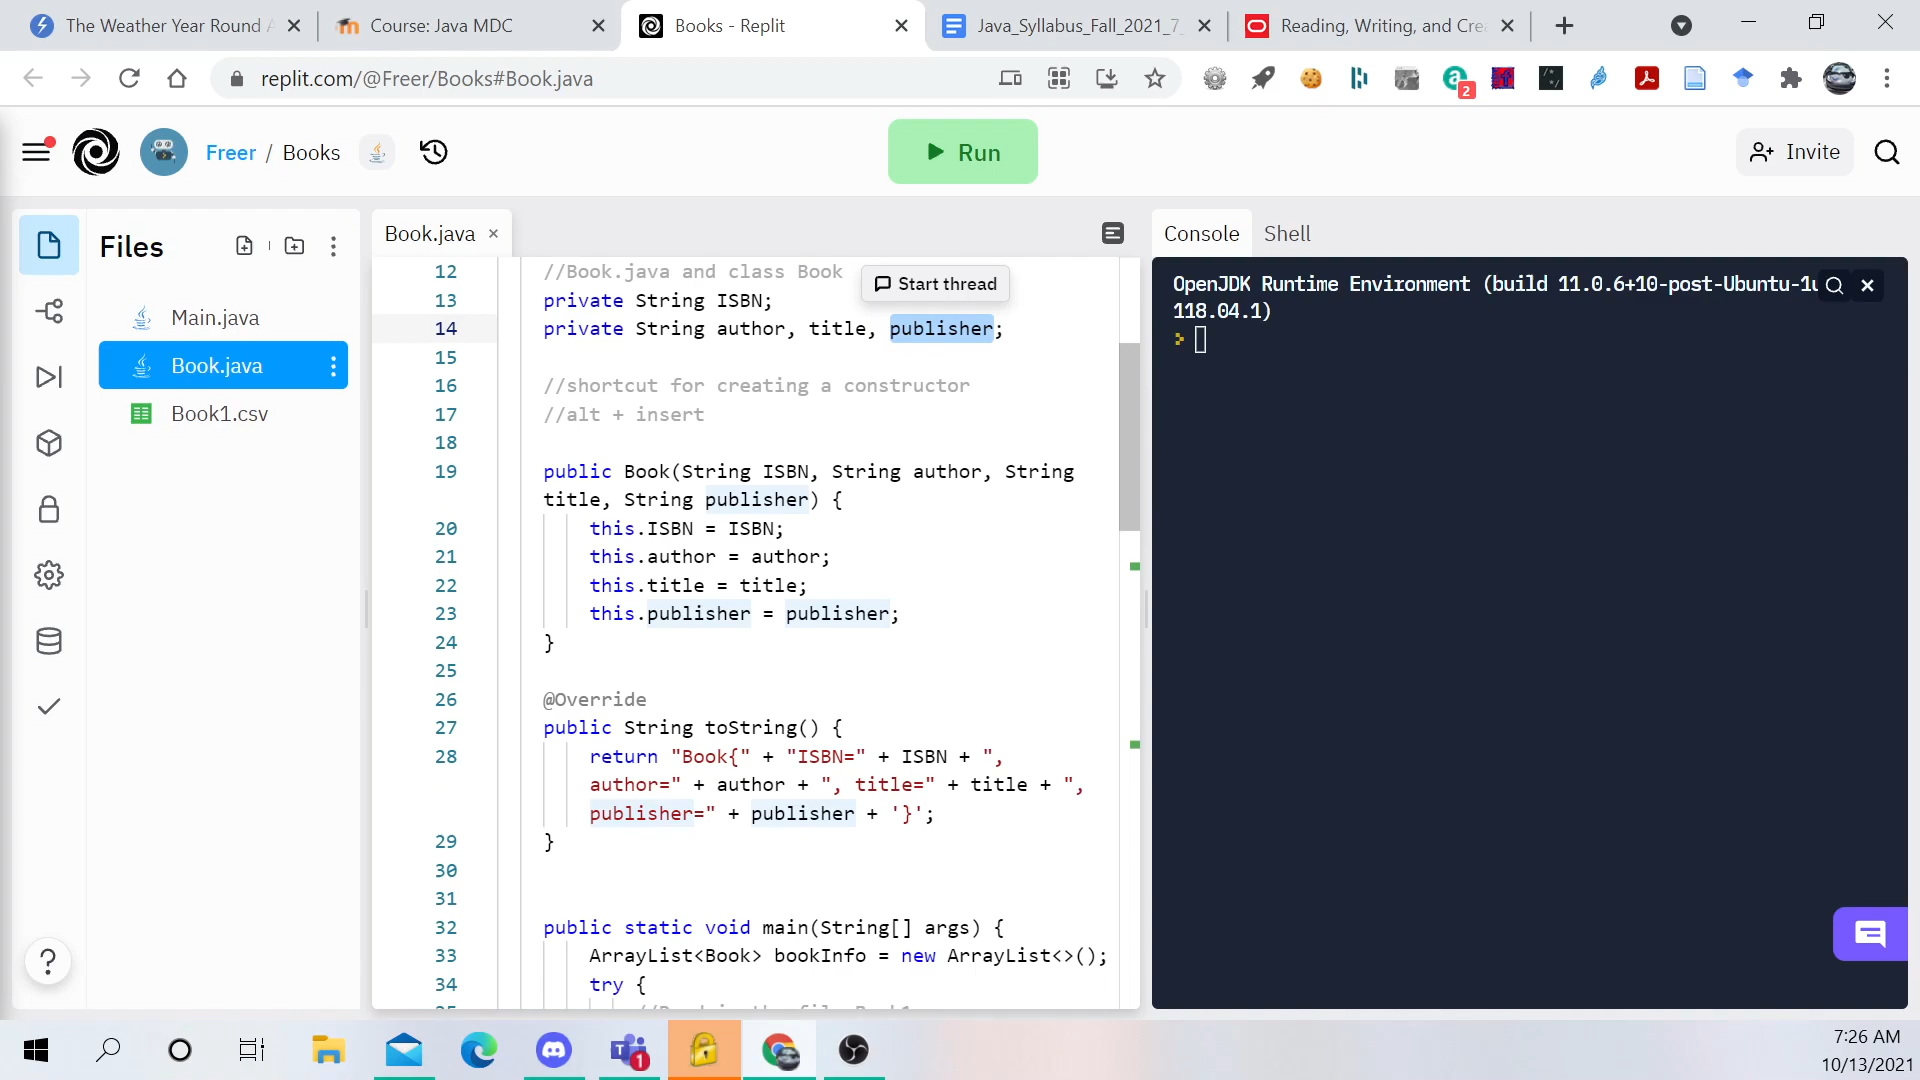 The Weather Year Round A
Course: Java MDC
Books - Replit
Java_Syllabus_Fall_2021_7_
Reading, Writing, and Crea
replit.com/@Freer/Books#Book.java
2
Freer / Books
Run
Invite
Files
Main.java
Book.java
Book1.csv
Book.java
Start thread
12 //Book.java and class Book
13 private String ISBN;
14 private String author, title, publisher;
15
16 //shortcut for creating a constructor
17 //alt + insert
18
19 public Book(String ISBN, String author, String
title, String publisher) {
20 this.ISBN = ISBN;
21 this.author = author;
22 this.title = title;
23 this.publisher = publisher;
24 }
25
26 @Override
27 public String toString() {
28 return "Book{" + "ISBN=" + ISBN + ",
author=" + author + ", title=" + title + ",
publisher=" + publisher + '}';
29 }
30
31
32 public static void main(String[] args) {
33 ArrayList<Book> bookInfo = new ArrayList<>();
34 try {
Console
Shell
OpenJDK Runtime Environment (build 11.0.6+10-post-Ubuntu-1u
118.04.1)
>
?
1
7:26 AM
10/13/2021